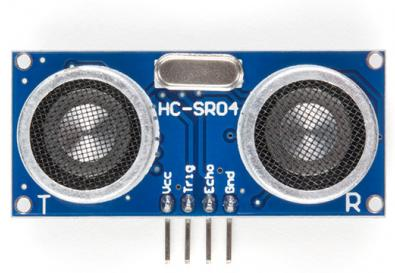 HC-SR04
Vcc
Trig
Echo
Gnd
T
R